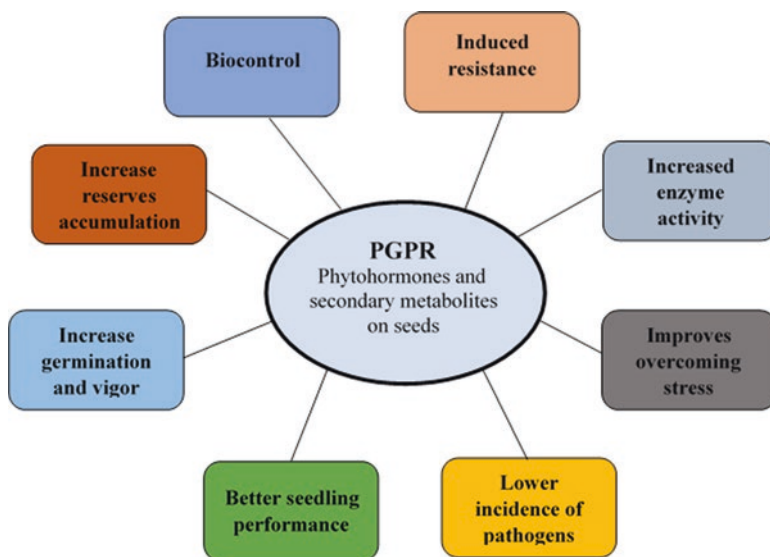 Biocontrol
Induced
resistance
Increase
reserves
accumulation
Increased
enzyme
activity
PGPR
Phytohormones and
secondary metabolites
on seeds
Increase
germination
and vigor
Improves
overcoming
stress
Better seedling
performance
Lower
incidence of
pathogens